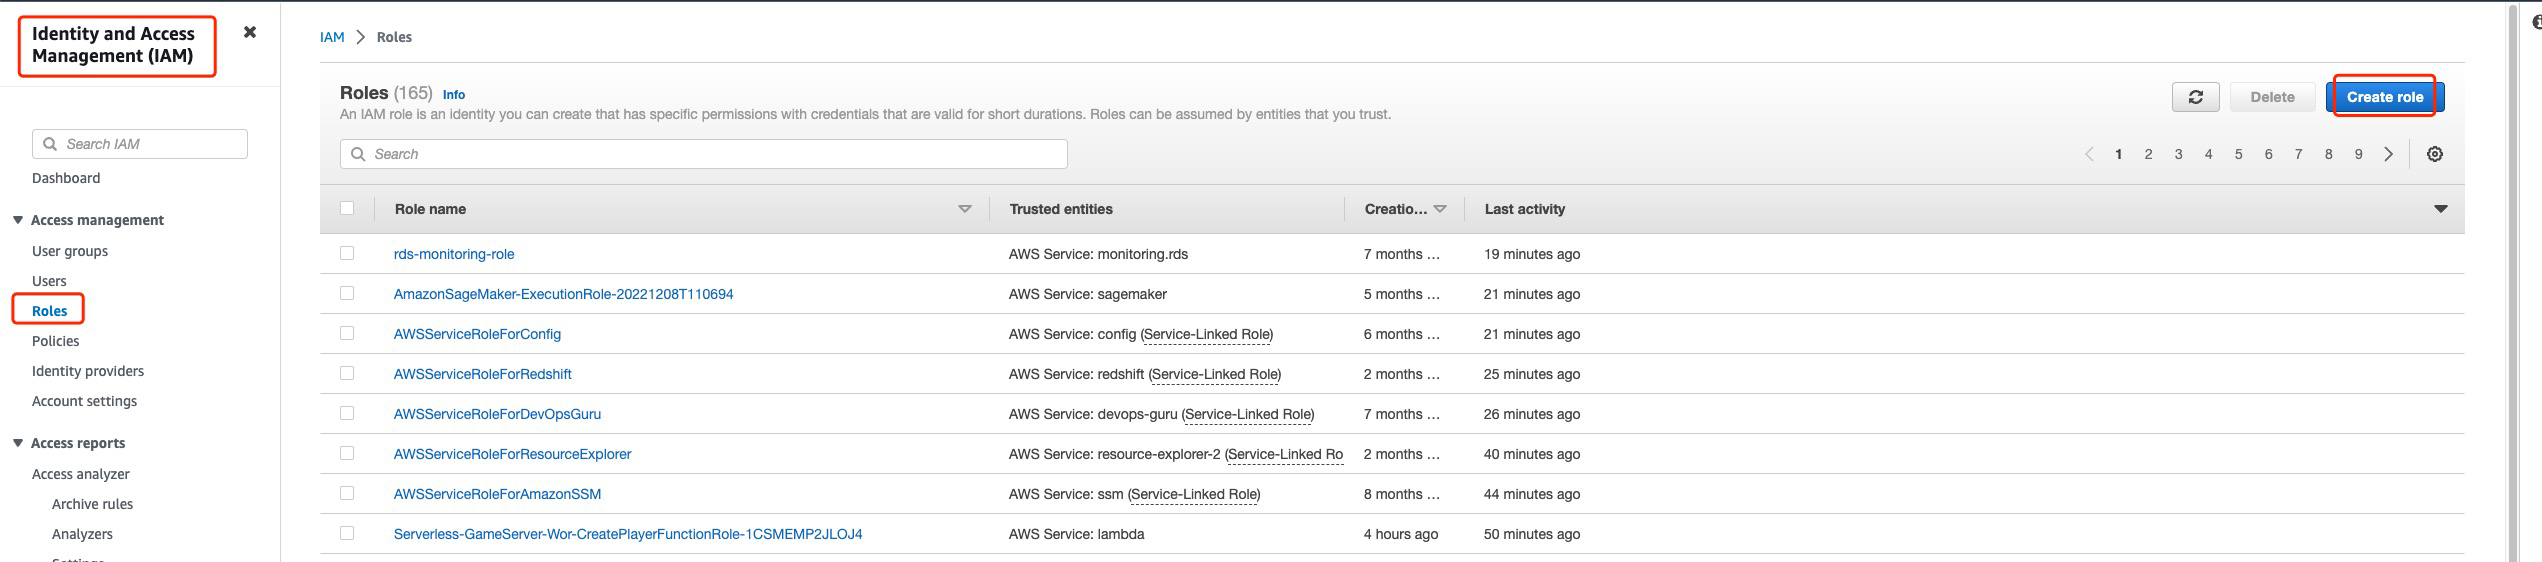 Identity and Access
Management (IAM)
Search IAM
Dashboard
Access management
User groups
Users
Roles
Policies
Identity providers
Account settings
Access reports
Access analyzer
Archive rules
Analyzers
IAM > Roles
Roles (165) Info
An IAM role is an identity you can create that has specific permissions with credentials that are valid for short durations. Roles can be assumed by entities that you trust.
Delete
Create role
Search
1 2 3 4 5 6 7 8 9
Role name Trusted entities Creatio... Last activity
rds-monitoring-role AWS Service: monitoring.rds 7 months ... 19 minutes ago
AmazonSageMaker-ExecutionRole-20221208T110694 AWS Service: sagemaker 5 months ... 21 minutes ago
AWSServiceRoleForConfig AWS Service: config (Service-Linked Role) 6 months ... 21 minutes ago
AWSServiceRoleForRedshift AWS Service: redshift (Service-Linked Role) 2 months ... 25 minutes ago
AWSServiceRoleForDevOpsGuru AWS Service: devops-guru (Service-Linked Role) 7 months ... 26 minutes ago
AWSServiceRoleForResourceExplorer AWS Service: resource-explorer-2 (Service-Linked Ro 2 months ... 40 minutes ago
AWSServiceRoleForAmazonSSM AWS Service: ssm (Service-Linked Role) 8 months ... 44 minutes ago
Serverless-GameServer-Wor-CreatePlayerFunctionRole-1CSMEMP2JLOJ4 AWS Service: lambda 4 hours ago 50 minutes ago